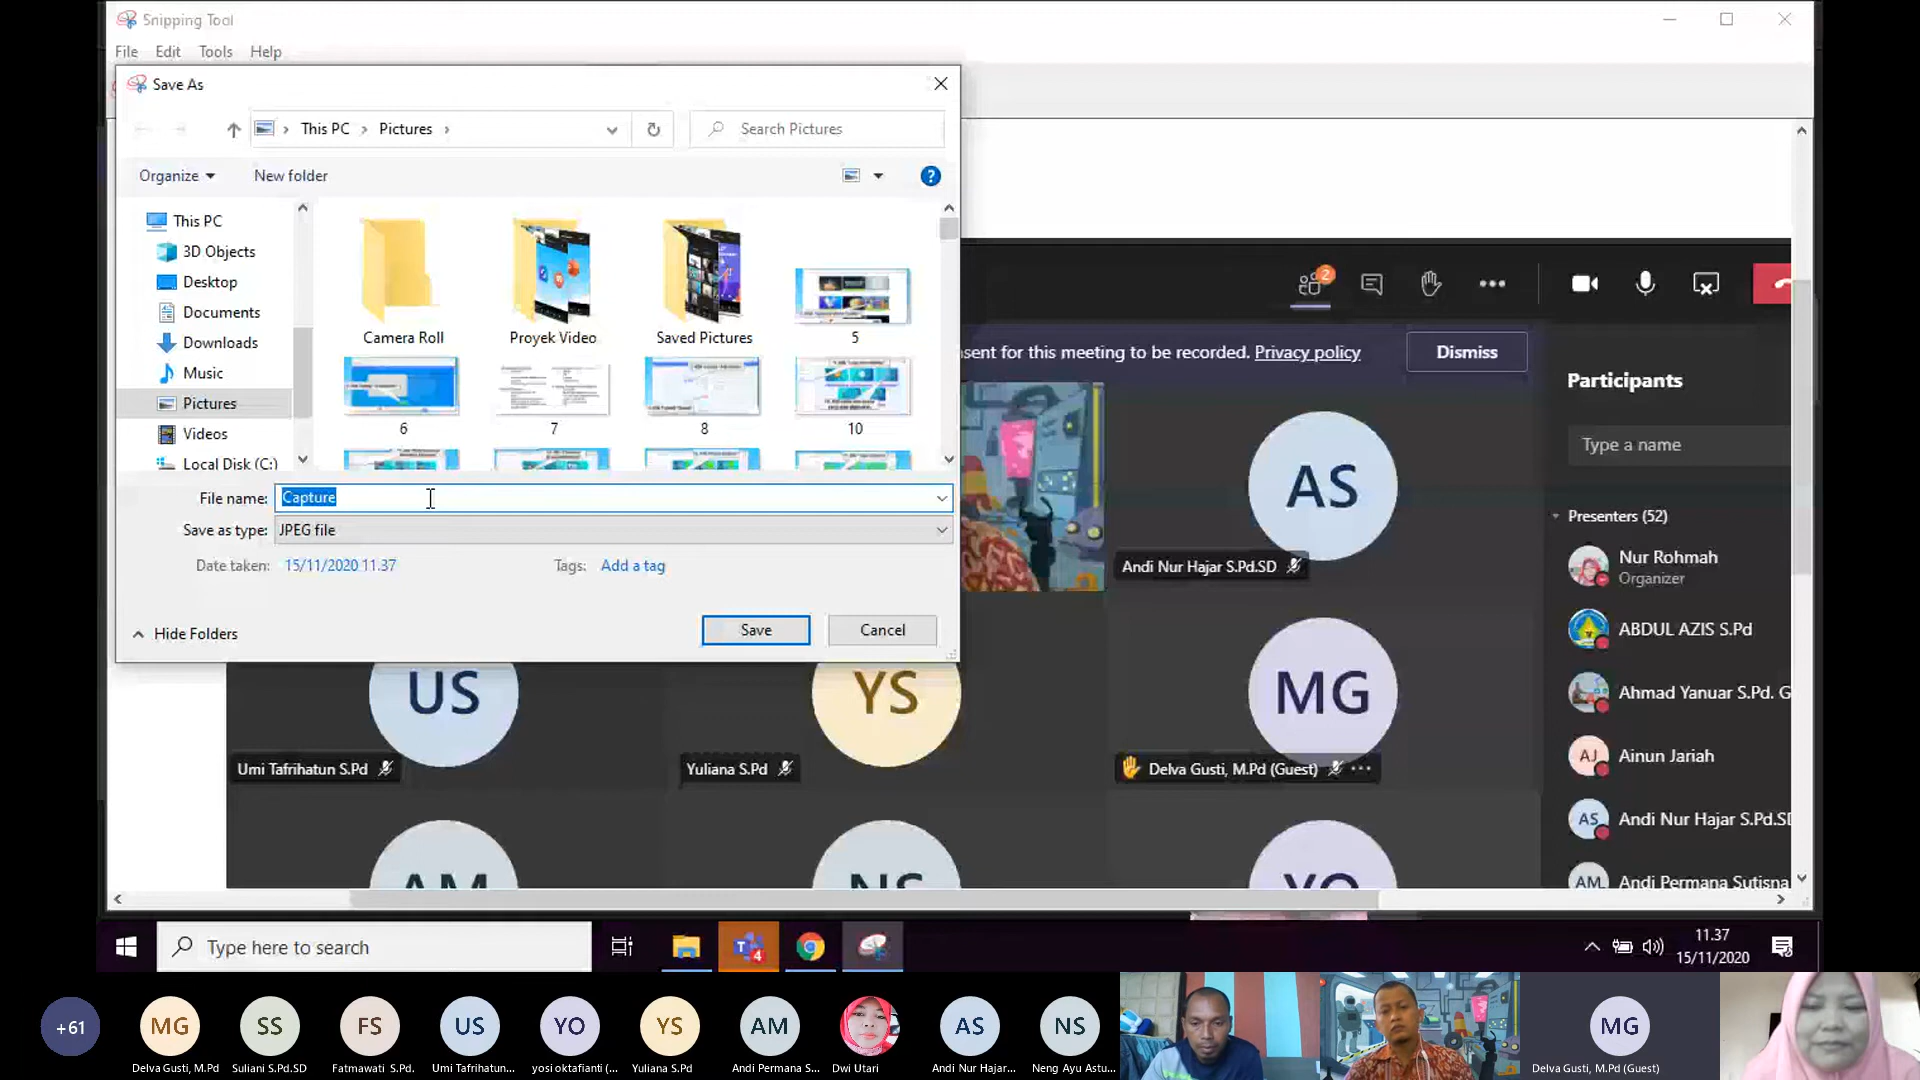 Snipping Tool
File Edit Tools Help
Save As
This PC Pictures
Search Pictures
Organize New folder
This PC
3D Objects
Desktop
Documents
Downloads
Music
Pictures
Videos
Local Disk (C:)
Camera Roll
Proyek Video
Saved Pictures
5
6
7
8
10
File name: Capture
Save as type: JPEG file
Date taken: 15/11/2020 11.37
Tags: Add a tag
Hide Folders
Save
Cancel
2
sent for this meeting to be recorded. Privacy policy
Dismiss
Participants
Type a name
Presenters (52)
Nur Rohmah
Organizer
ABDUL AZIS S.Pd
Ahmad Yanuar S.Pd. G
AJ
Ainun Jariah
AS
Andi Nur Hajar S.Pd.SD
AM
Andi Permana Sutisna
AS
Andi Nur Hajar S.Pd.SD
US
YS
MG
Umi Tafrihatun S.Pd
Yuliana S.Pd
Delva Gusti, M.Pd (Guest)
AM
NS
YO
Type here to search
4
11.37
15/11/2020
+61
MG
SS
FS
US
YO
YS
AM
AS
NS
MG
Delva Gusti, M.Pd
Suliani S.Pd.SD
Fatmawati S.Pd.
Umi Tafrihatun...
yosi oktafianti (...
Yuliana S.Pd
Andi Permana S...
Dwi Utari
Andi Nur Hajar...
Neng Ayu Astu...
Delva Gusti, M.Pd (Guest)